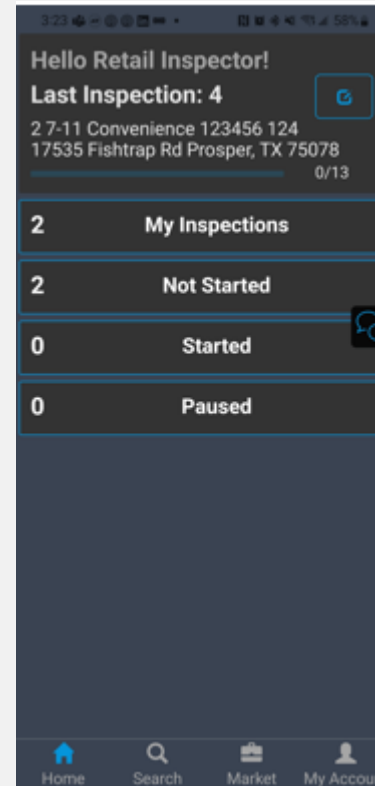 3:23
58%
Hello Retail Inspector!
Last Inspection: 4
2 7-11 Convenience 123456 124
17535 Fishtrap Rd Prosper, TX 75078
0/13
2 My Inspections
2 Not Started
0 Started
0 Paused
Home Search Market My Accou